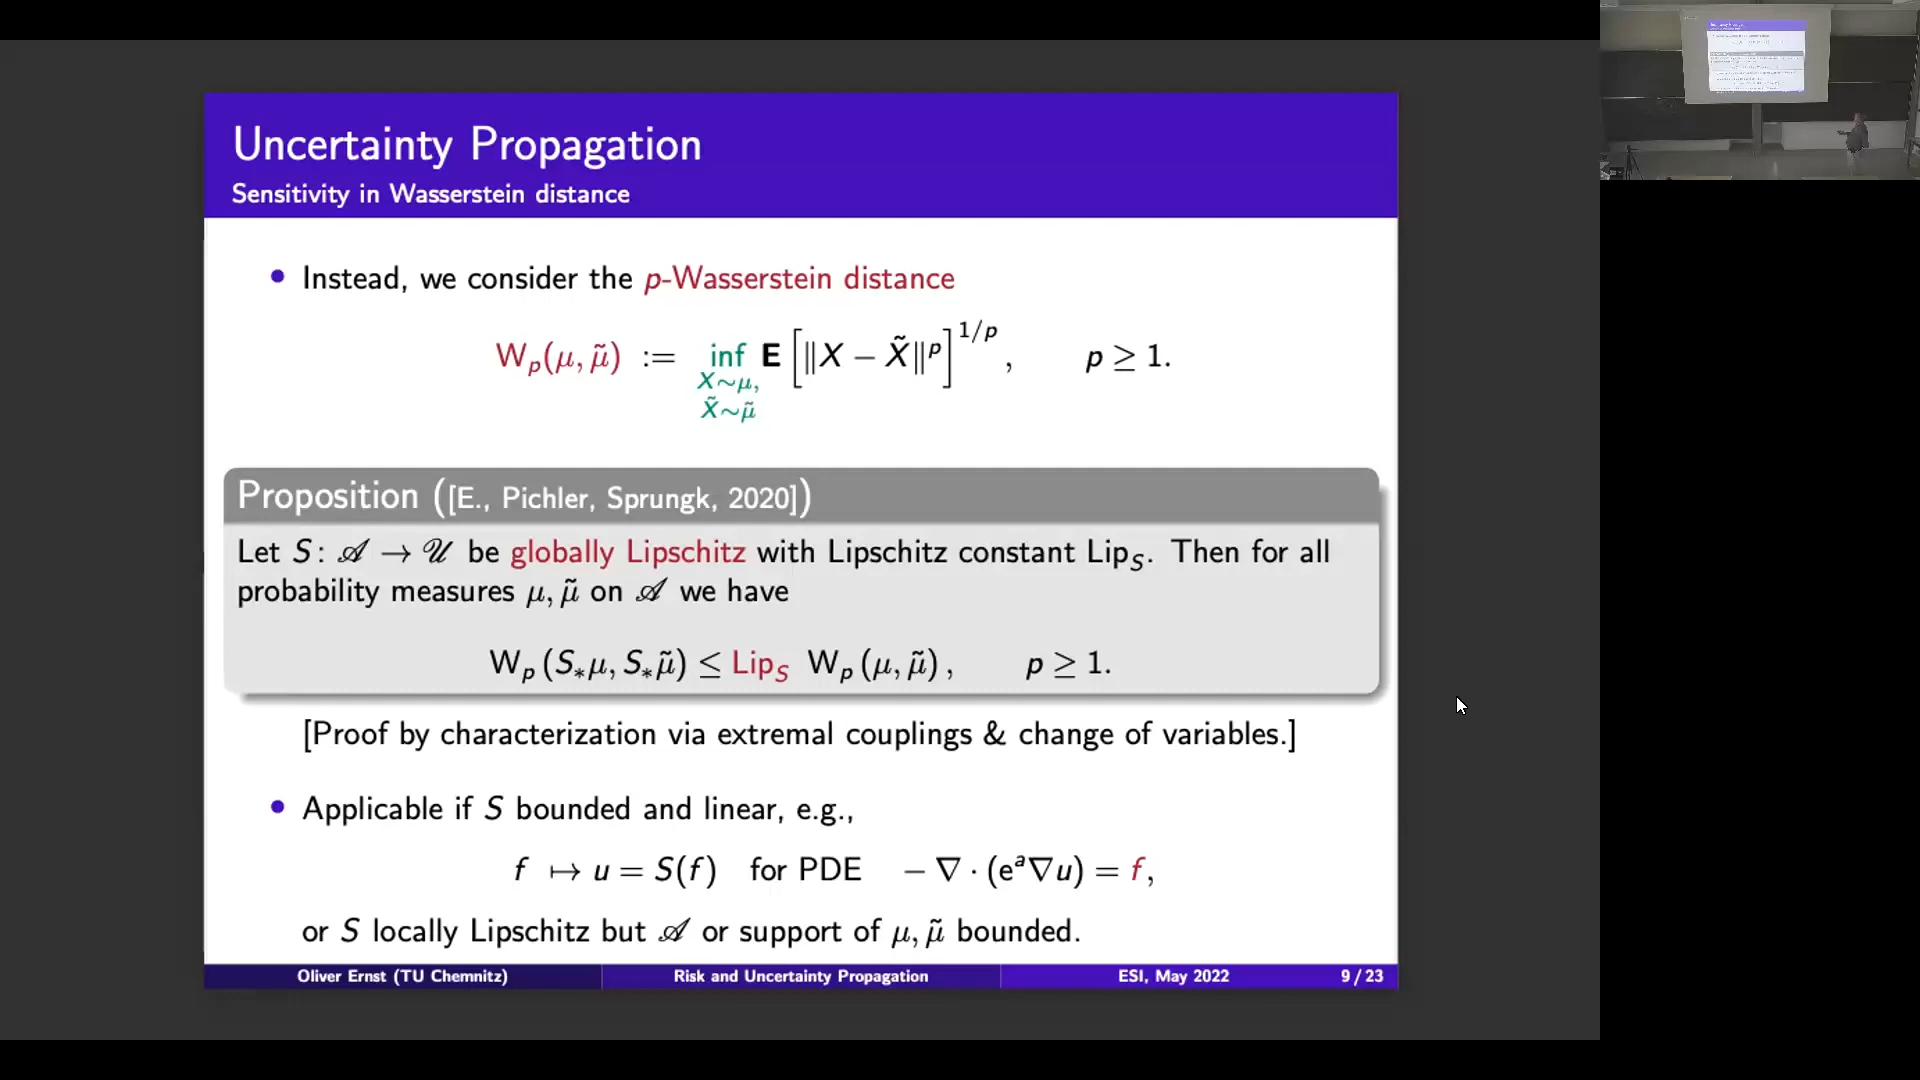 Uncertainty Propagation
Sensitivity in Wasserstein distance
• Instead, we consider the p-Wasserstein distance
W_p(μ, μ̃) := inf_{X∼μ, X̃∼μ̃} E [‖X − X̃‖^p]^{1/p}, p ≥ 1.
Proposition ([E., Pichler, Sprungk, 2020])
Let S: 𝒜 → 𝒰 be globally Lipschitz with Lipschitz constant Lip_S. Then for all
probability measures μ, μ̃ on 𝒜 we have
W_p (S_*μ, S_*μ̃) ≤ Lip_S W_p (μ, μ̃), p ≥ 1.
[Proof by characterization via extremal couplings & change of variables.]
• Applicable if S bounded and linear, e.g.,
f ↦ u = S(f) for PDE − ∇ · (e^a∇u) = f,
or S locally Lipschitz but 𝒜 or support of μ, μ̃ bounded.
Oliver Ernst (TU Chemnitz) Risk and Uncertainty Propagation ESI, May 2022 9 / 23